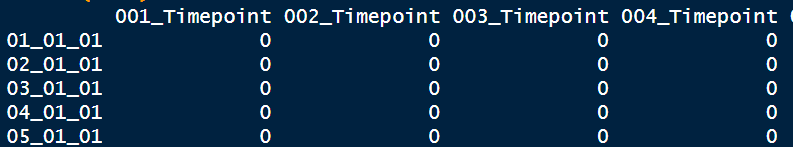 001_Timepoint 002_Timepoint 003_Timepoint 004_Timepoint
01_01_01 0 0 0 0
02_01_01 0 0 0 0
03_01_01 0 0 0 0
04_01_01 0 0 0 0
05_01_01 0 0 0 0